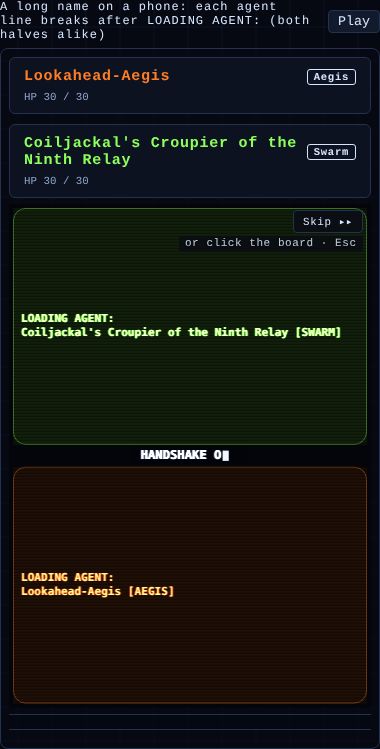 A long name on a phone: each agent
line breaks after LOADING AGENT: (both
halves alike)
Play
Lookahead-Aegis
Aegis
HP 30 / 30
Coiljackal's Croupier of the
Ninth Relay
Swarm
HP 30 / 30
Skip ▸▸
or click the board · Esc
LOADING AGENT:
Coiljackal's Croupier of the Ninth Relay [SWARM]
HANDSHAKE O
LOADING AGENT:
Lookahead-Aegis [AEGIS]